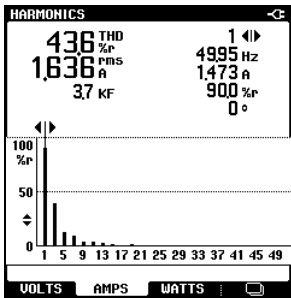 HARMONICS
43.6 THD %r
1.636 rms A
3.7 KF
1
49.95 Hz
1.473 A
90.0 %r
0°
100
%r
50
0
1 5 9 13 17 21 25 29 33 37 41 45 49
VOLTS AMPS WATTS